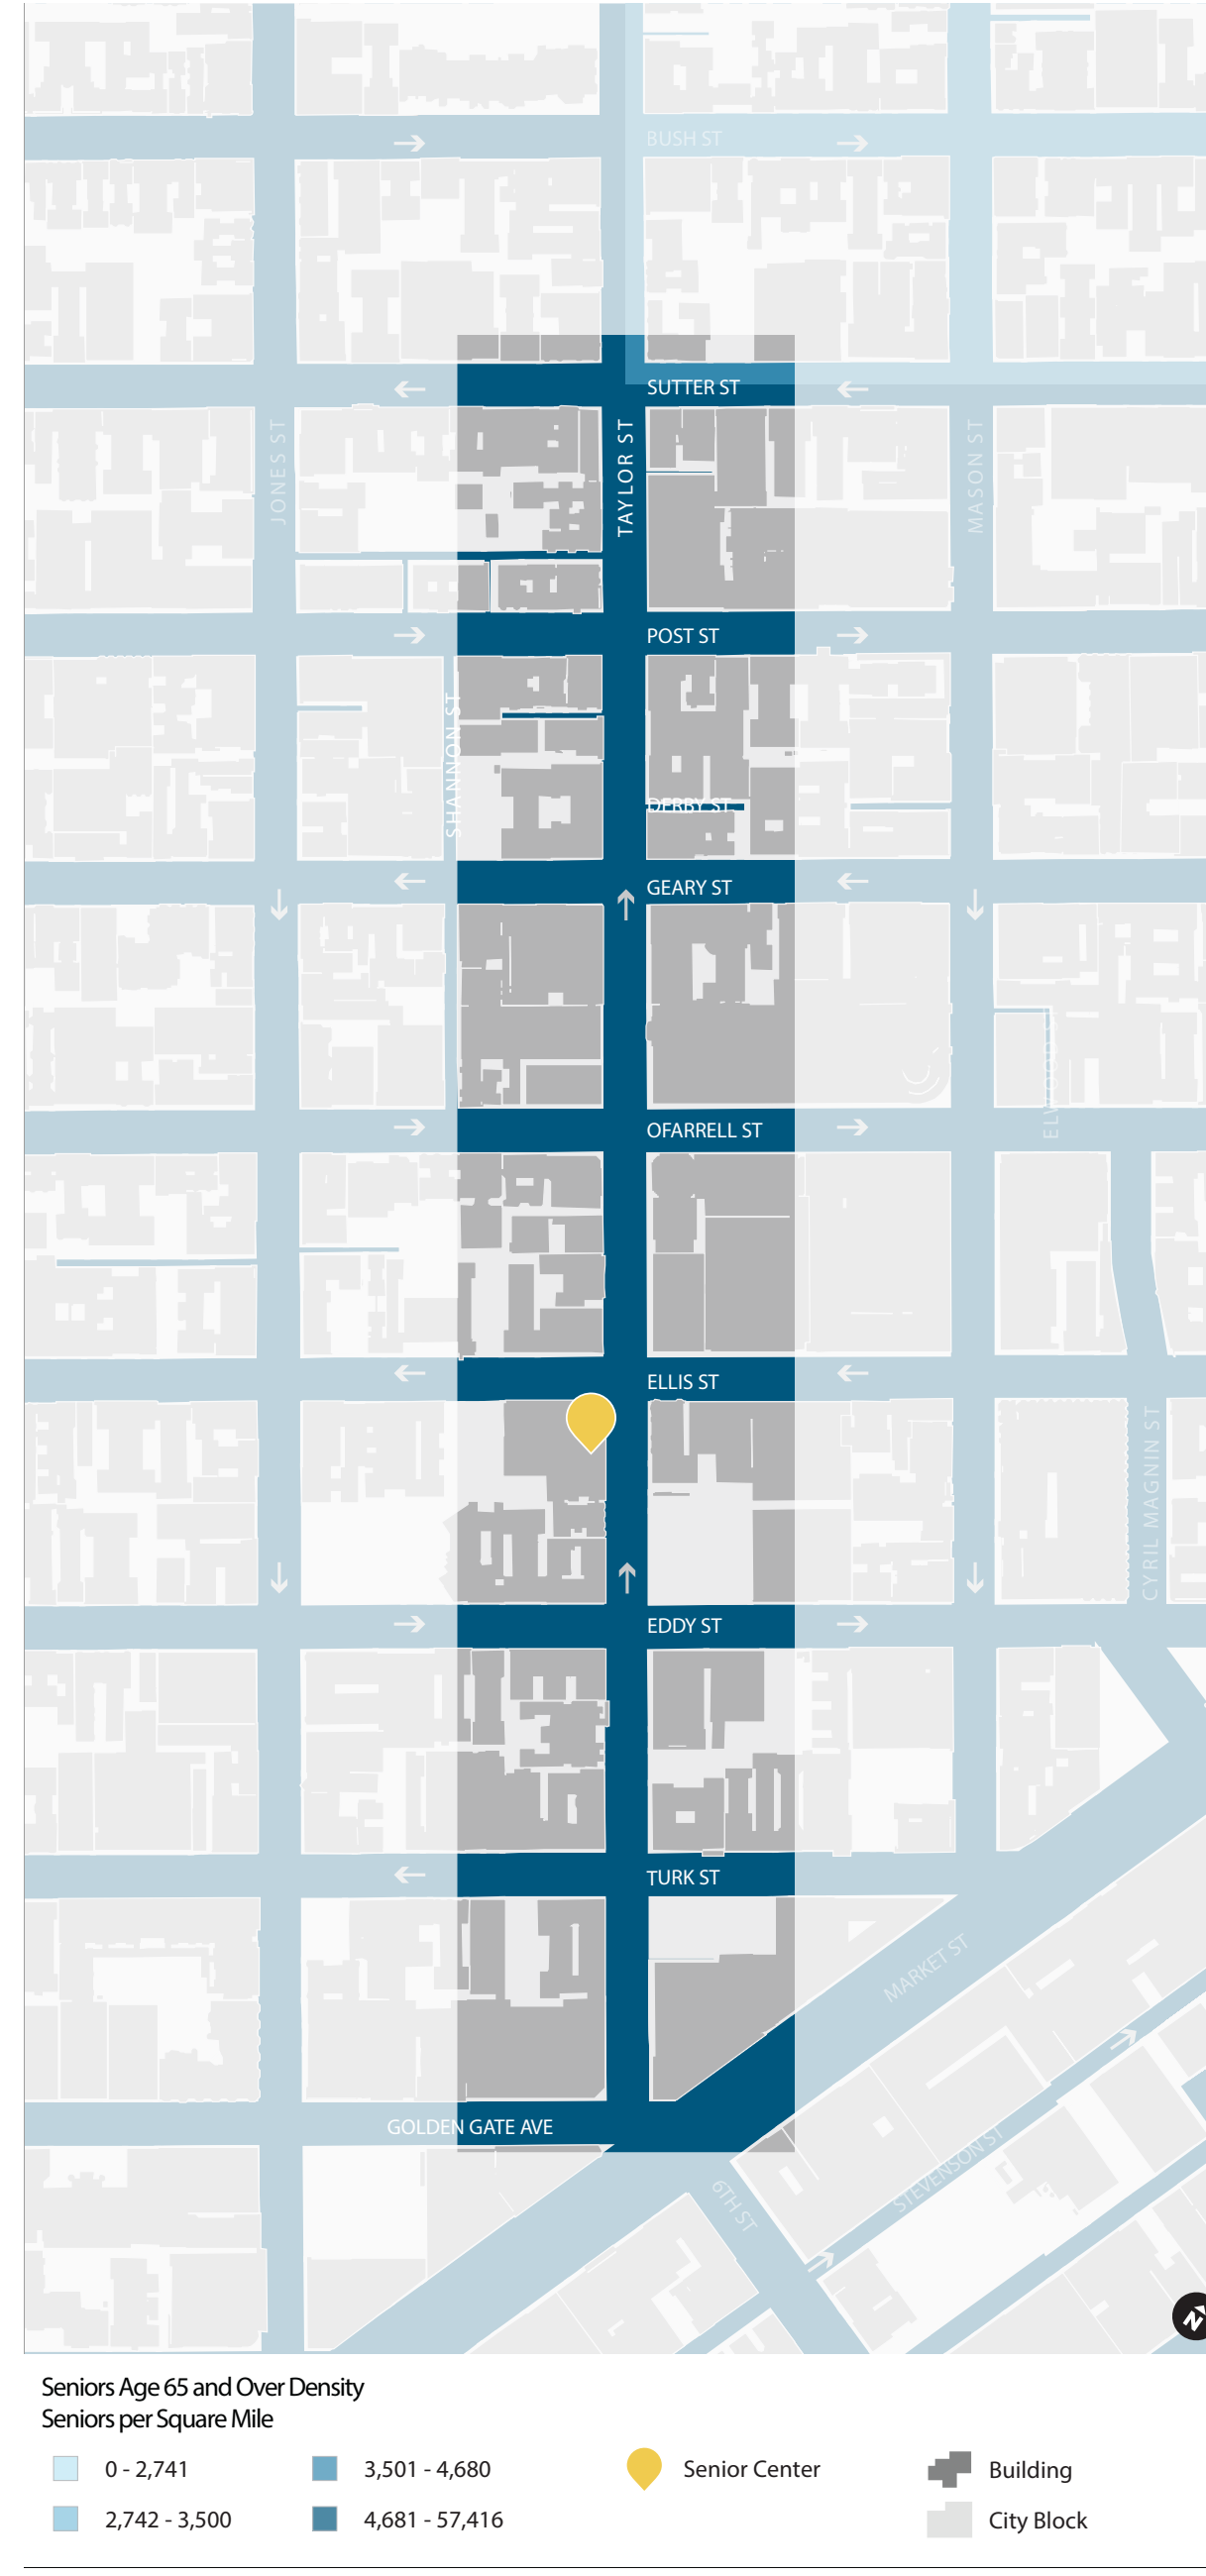 BUSH ST
SUTTER ST
JONES ST
TAYLOR ST
MASON ST
POST ST
SHANNON ST
DERBY ST
GEARY ST
ELWOOD ST
OFARRELL ST
ELLIS ST
CYRIL MAGNIN ST
EDDY ST
TURK ST
MARKET ST
GOLDEN GATE AVE
STEVENSON ST
6TH ST
N
Seniors Age 65 and Over Density
Seniors per Square Mile
0 - 2,741
3,501 - 4,680
Senior Center
Building
2,742 - 3,500
4,681 - 57,416
City Block